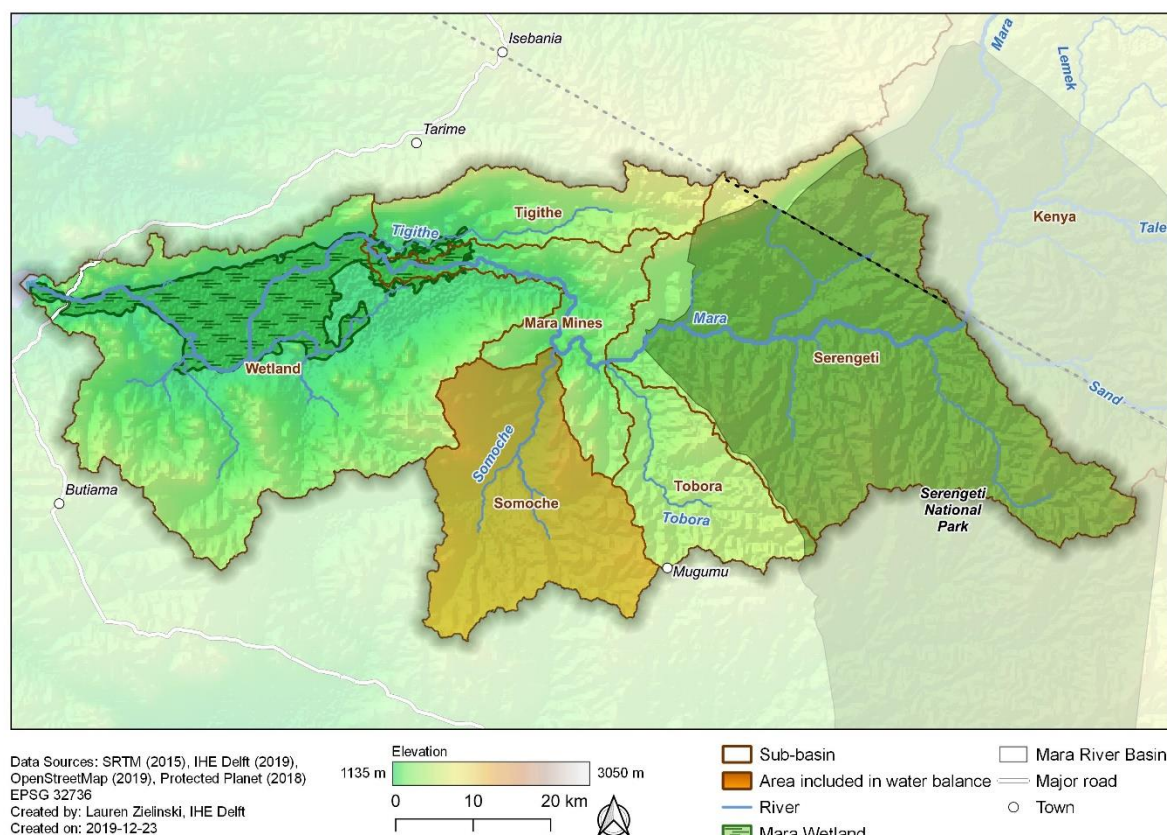 Isebania
Mara
Lemek
Tarime
Kenya
Tale
Tigithe
Tigithe
Mara Mines
Mara
Serengeti
Wetland
Sand
Somoche
Somoche
Tobora
Tobora
Butiama
Serengeti
National
Park
Mugumu
Data Sources: SRTM (2015), IHE Delft (2019),
OpenStreetMap (2019), Protected Planet (2018)
EPSG 32736
Created by: Lauren Zielinski, IHE Delft
Created on: 2019-12-23
Elevation
1135 m
3050 m
0 10 20 km
Sub-basin
Area included in water balance
River
Mara Wetland
Mara River Basin
Major road
Town